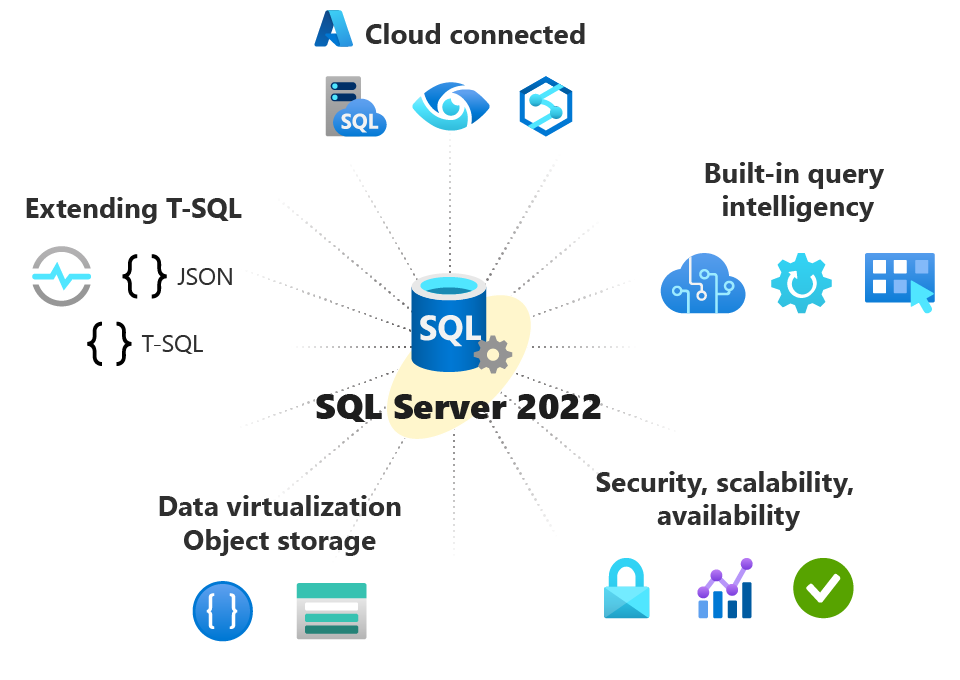 Cloud connected
SQL
Built-in query
intelligency
Extending T-SQL
{ } JSON
{ } T-SQL
SQL
SQL Server 2022
Data virtualization
Object storage
{ }
Security, scalability,
availability